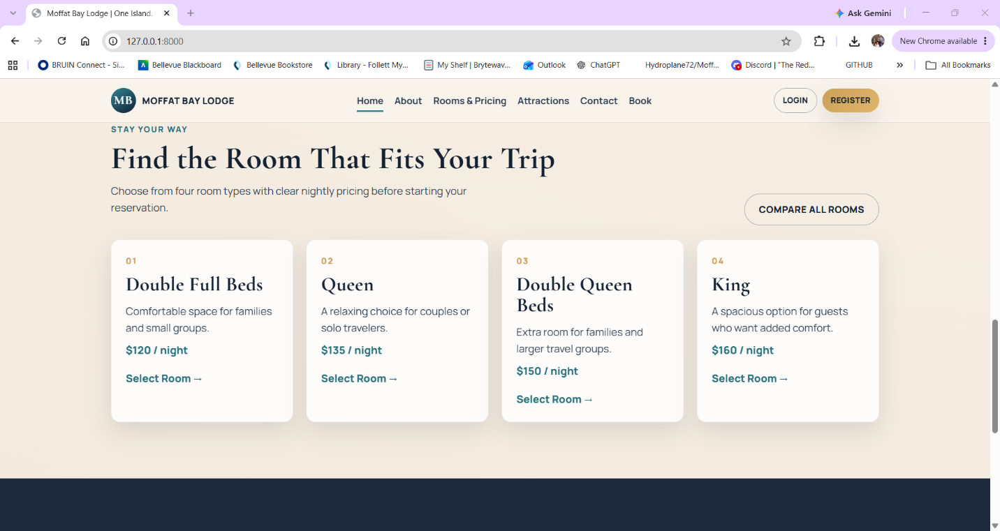 Moffat Bay Lodge | One Island.
Ask Gemini
127.0.0.1:8000
New Chrome available
BRUIN Connect - Si...
Bellevue Blackboard
Bellevue Bookstore
Library - Follett My...
My Shelf | Brytewav...
Outlook
ChatGPT
Hydroplane72/Moff...
Discord | "The Red...
GITHUB
All Bookmarks
MB
MOFFAT BAY LODGE
Home
About
Rooms & Pricing
Attractions
Contact
Book
LOGIN
REGISTER
STAY YOUR WAY
Find the Room That Fits Your Trip
Choose from four room types with clear nightly pricing before starting your
reservation.
COMPARE ALL ROOMS
01
Double Full Beds
Comfortable space for families
and small groups.
$120 / night
Select Room →
02
Queen
A relaxing choice for couples or
solo travelers.
$135 / night
Select Room →
03
Double Queen
Beds
Extra room for families and
larger travel groups.
$150 / night
Select Room →
04
King
A spacious option for guests
who want added comfort.
$160 / night
Select Room →